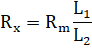 Rₓ = Rₘ L₁/L₂